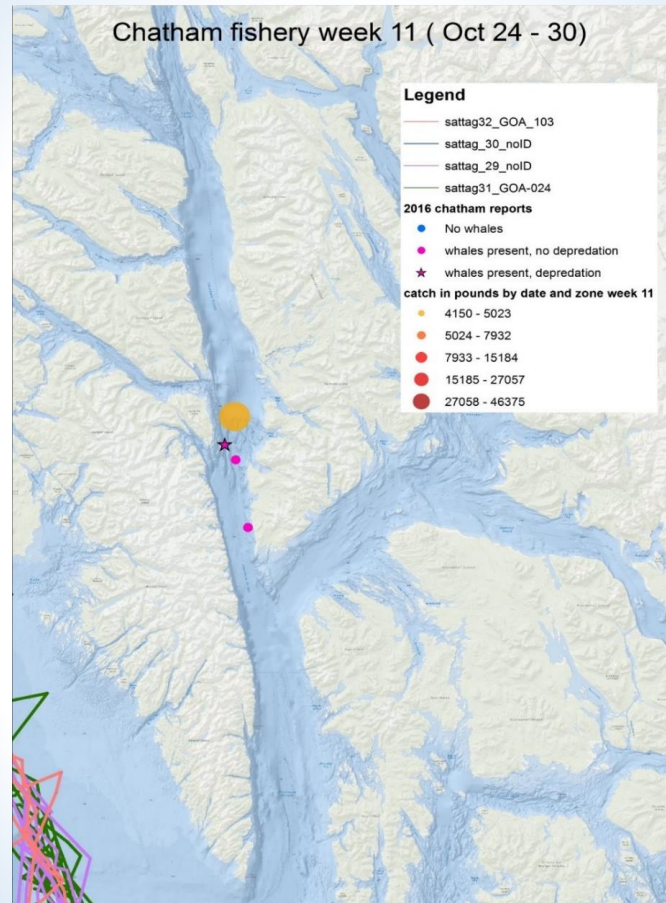 Chatham fishery week 11 ( Oct 24 - 30)
Legend
sattag32_GOA_103
sattag_30_noID
sattag_29_noID
sattag31_GOA-024
2016 chatham reports
No whales
whales present, no depredation
whales present, depredation
catch in pounds by date and zone week 11
4150 - 5023
5024 - 7932
7933 - 15184
15185 - 27057
27058 - 46375